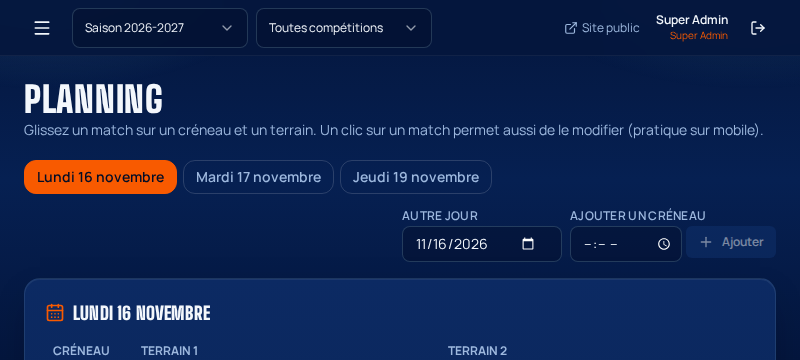 Saison 2026-2027
Toutes compétitions
Site public
Super Admin
Super Admin
PLANNING
Glissez un match sur un créneau et un terrain. Un clic sur un match permet aussi de le modifier (pratique sur mobile).
Lundi 16 novembre
Mardi 17 novembre
Jeudi 19 novembre
AUTRE JOUR
AJOUTER UN CRÉNEAU
11/16/2026
--:-- --
Ajouter
LUNDI 16 NOVEMBRE
CRÉNEAU TERRAIN 1 TERRAIN 2